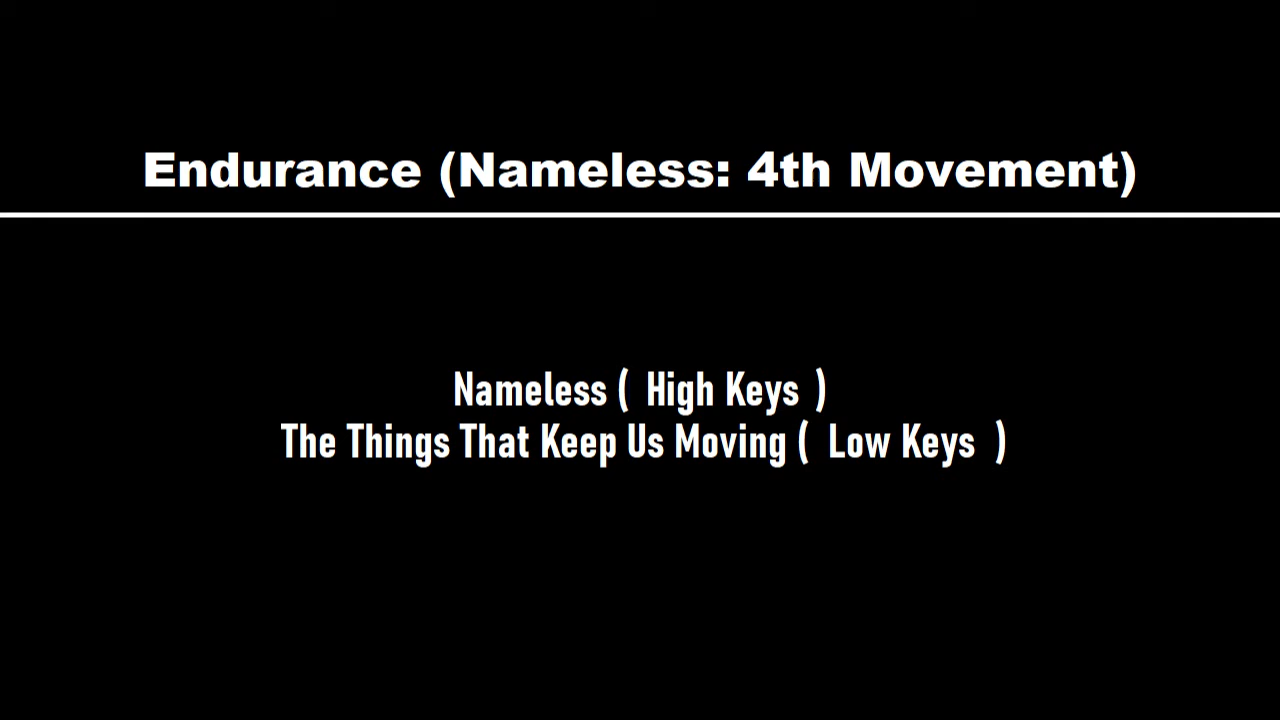 Endurance (Nameless: 4th Movement)
Nameless ( High Keys )
The Things That Keep Us Moving ( Low Keys )